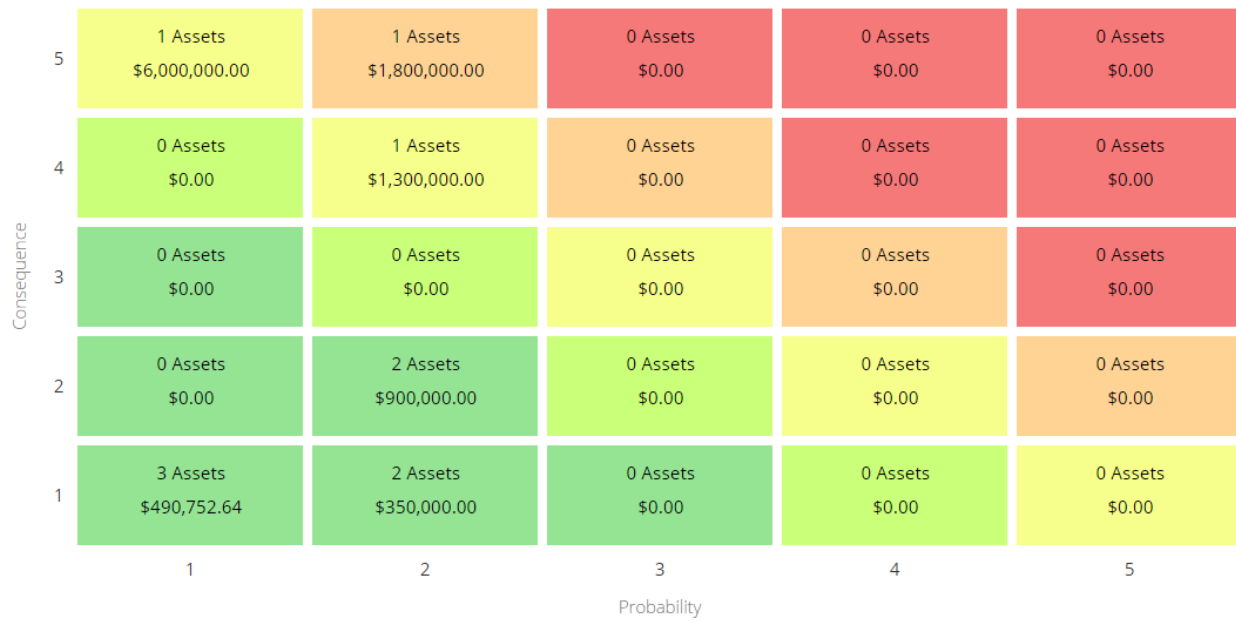 5
1 Assets 1 Assets 0 Assets 0 Assets 0 Assets
$6,000,000.00 $1,800,000.00 $0.00 $0.00 $0.00
4
0 Assets 1 Assets 0 Assets 0 Assets 0 Assets
$0.00 $1,300,000.00 $0.00 $0.00 $0.00
Consequence
3
0 Assets 0 Assets 0 Assets 0 Assets 0 Assets
$0.00 $0.00 $0.00 $0.00 $0.00
2
0 Assets 2 Assets 0 Assets 0 Assets 0 Assets
$0.00 $900,000.00 $0.00 $0.00 $0.00
1
3 Assets 2 Assets 0 Assets 0 Assets 0 Assets
$490,752.64 $350,000.00 $0.00 $0.00 $0.00
1 2 3 4 5
Probability